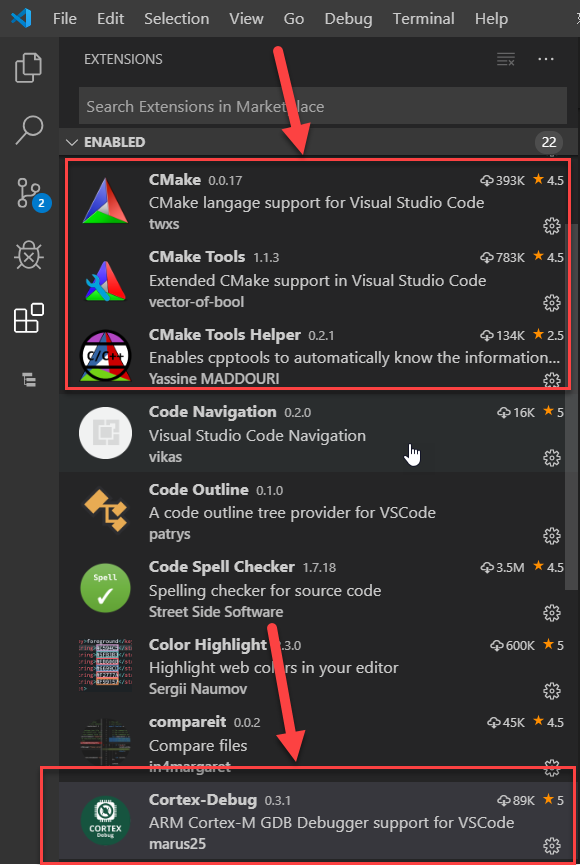 File Edit Selection View Go Debug Terminal Help
EXTENSIONS
Search Extensions in Marketplace
ENABLED 22
CMake 0.0.17 393K 4.5
CMake langage support for Visual Studio Code
twxs
2
CMake Tools 1.1.3 783K 4.5
Extended CMake support in Visual Studio Code
vector-of-bool
CMake Tools Helper 0.2.1 134K 2.5
C/C++
Enables cpptools to automatically know the information...
Yassine MADDOURI
Code Navigation 0.2.0 16K 5
Visual Studio Code Navigation
vikas
Code Outline 0.1.0
A code outline tree provider for VSCode
patrys
Code Spell Checker 1.7.18 3.5M 4.5
Spell
Spelling checker for source code
Street Side Software
Color Highlight .3.0 600K 5
Highlight web colors in your editor
Sergii Naumov
compareit 0.0.2 45K 4.5
Compare files
in4margaret
Cortex-Debug 0.3.1 89K 5
ARM Cortex-M GDB Debugger support for VSCode
CORTEX
Debug
marus25